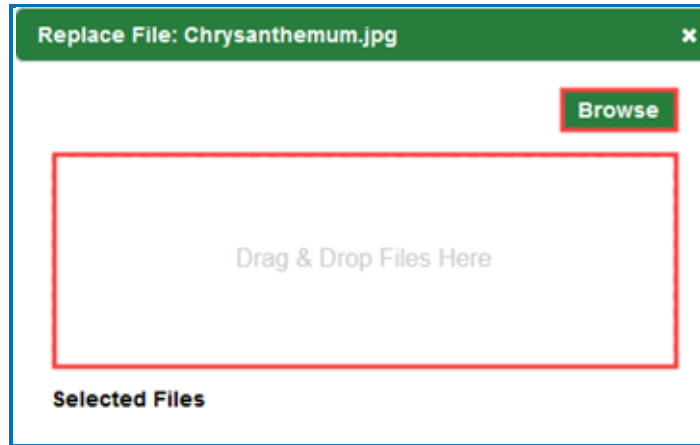 Replace File: Chrysanthemum.jpg ×
Browse
Drag & Drop Files Here
Selected Files